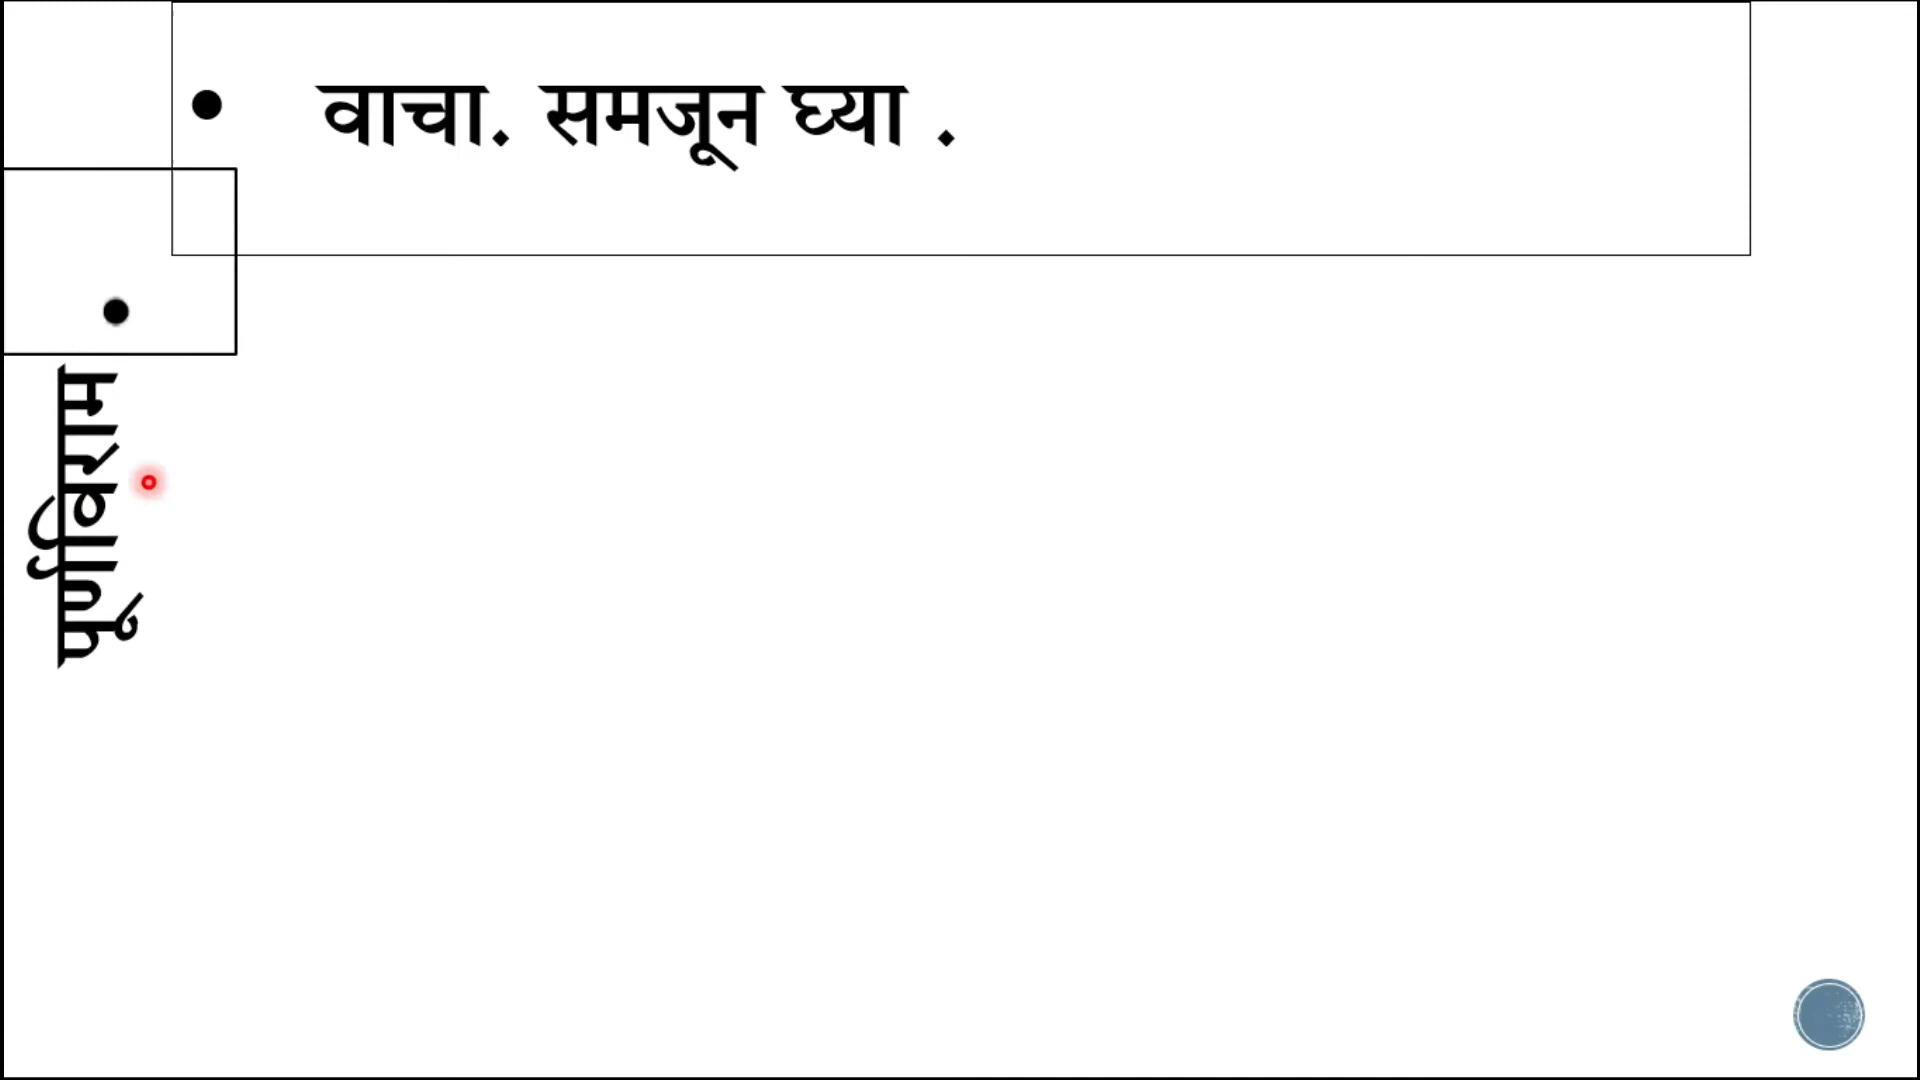 • वाचा. समजून घ्या .
•
पूर्णविराम